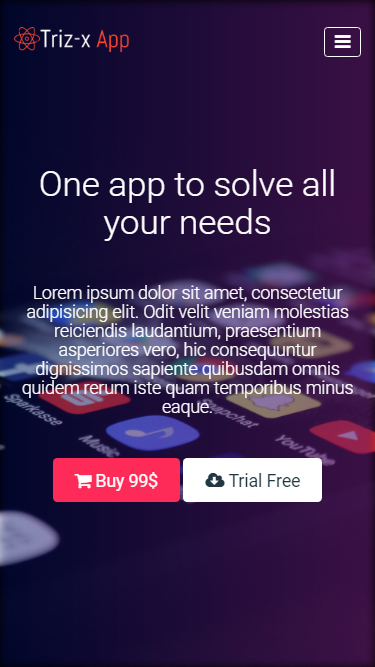 Triz-x App
One app to solve all
your needs
Lorem ipsum dolor sit amet, consectetur
adipisicing elit. Odit velit veniam molestias
reiciendis laudantium, praesentium
asperiores vero, hic consequuntur
dignissimos sapiente quibusdam omnis
quidem rerum iste quam temporibus minus
eaque.
Sparkasse
Snapchat
Music
YouTube
Buy 99$
Trial Free